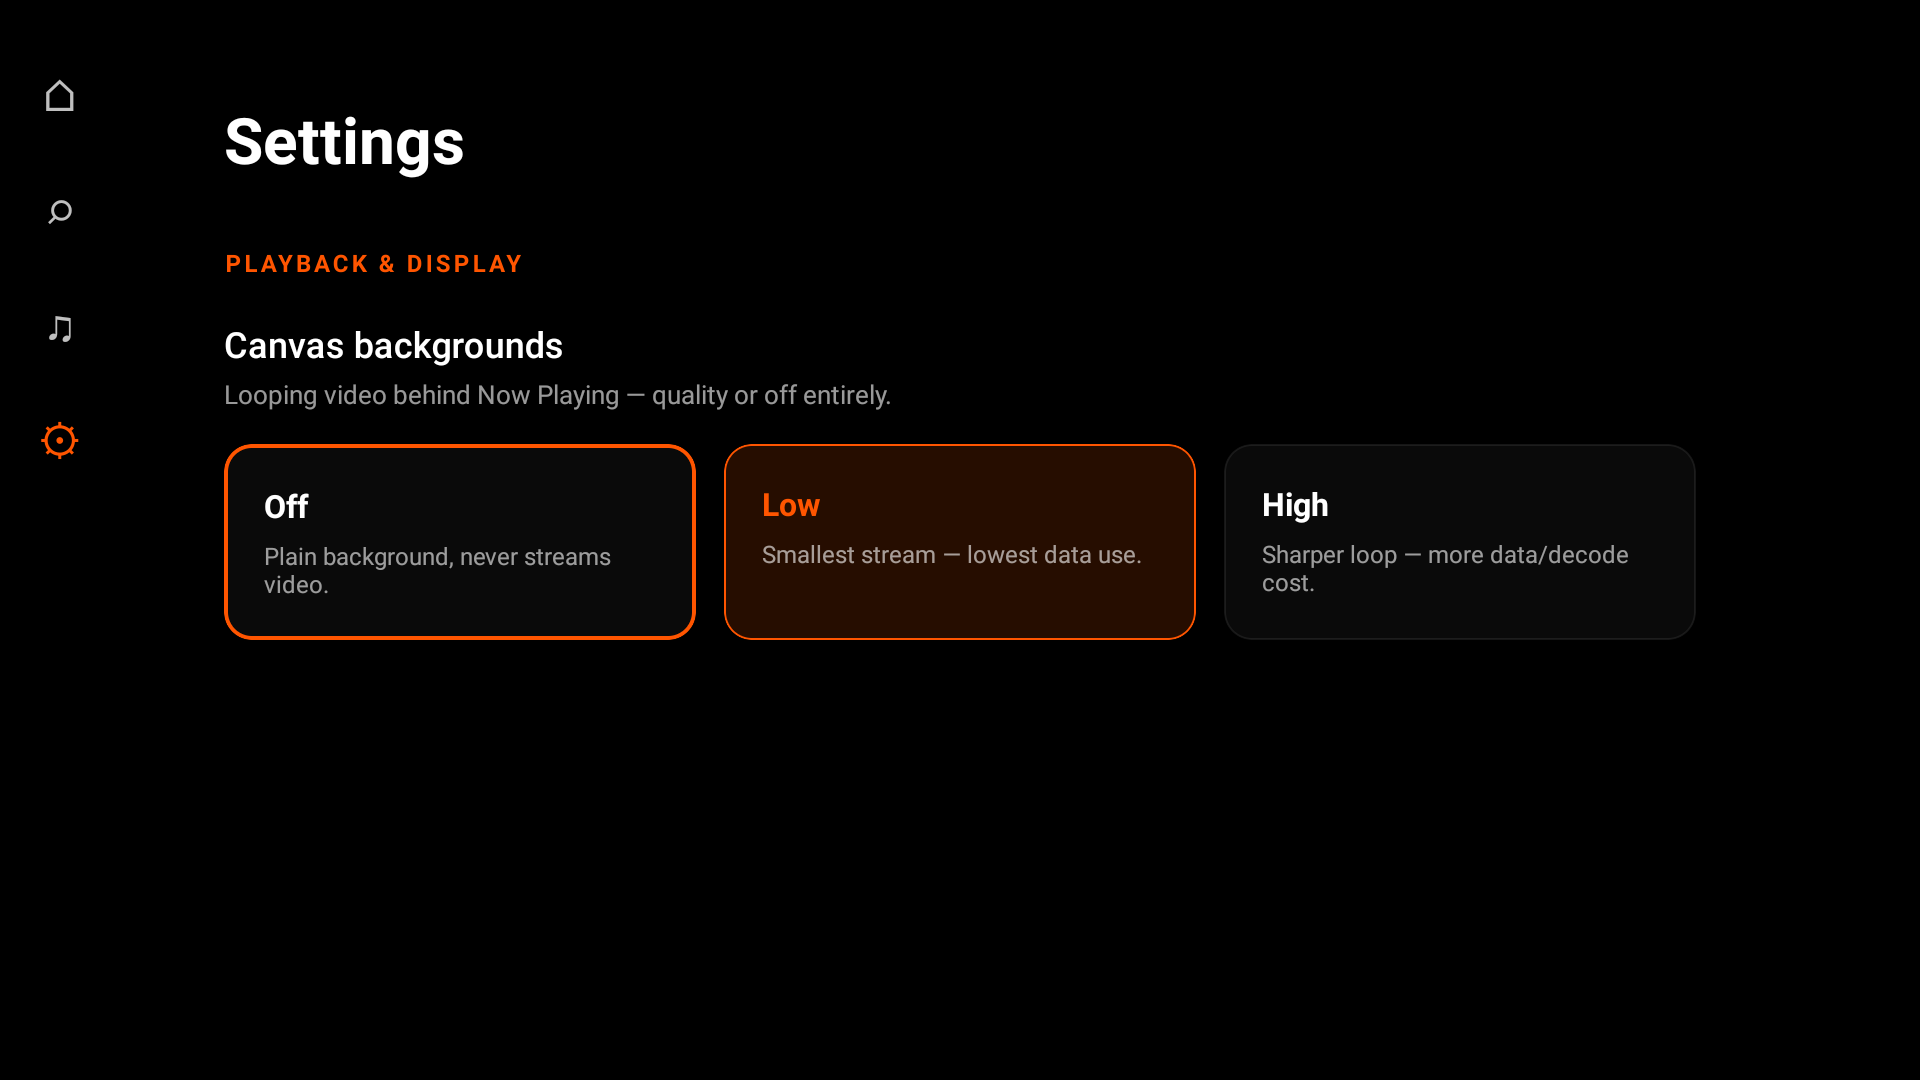 Settings
PLAYBACK & DISPLAY
Canvas backgrounds
Looping video behind Now Playing — quality or off entirely.
Off
Plain background, never streams
video.
Low
Smallest stream — lowest data use.
High
Sharper loop — more data/decode
cost.